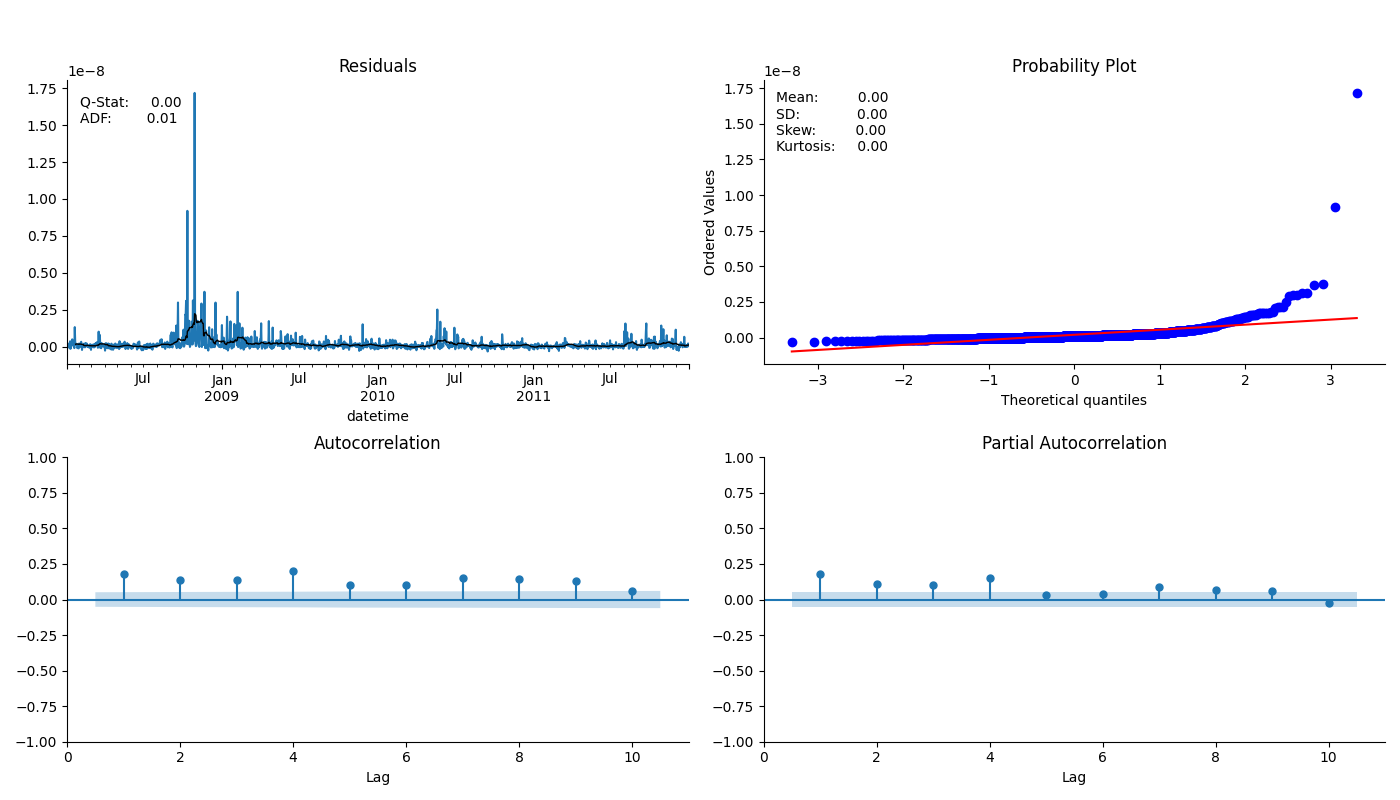 Residuals
1e−8
1.75
1.50
1.25
1.00
0.75
0.50
0.25
0.00
Q-Stat: 0.00
ADF: 0.01
Jul Jan Jul Jan Jul Jan Jul
2009 2010 2011
datetime
Probability Plot
1e−8
1.75
1.50
1.25
1.00
0.75
0.50
0.25
0.00
Ordered Values
Mean: 0.00
SD: 0.00
Skew: 0.00
Kurtosis: 0.00
−3 −2 −1 0 1 2 3
Theoretical quantiles
Autocorrelation
1.00
0.75
0.50
0.25
0.00
−0.25
−0.50
−0.75
−1.00
0 2 4 6 8 10
Lag
Partial Autocorrelation
1.00
0.75
0.50
0.25
0.00
−0.25
−0.50
−0.75
−1.00
0 2 4 6 8 10
Lag